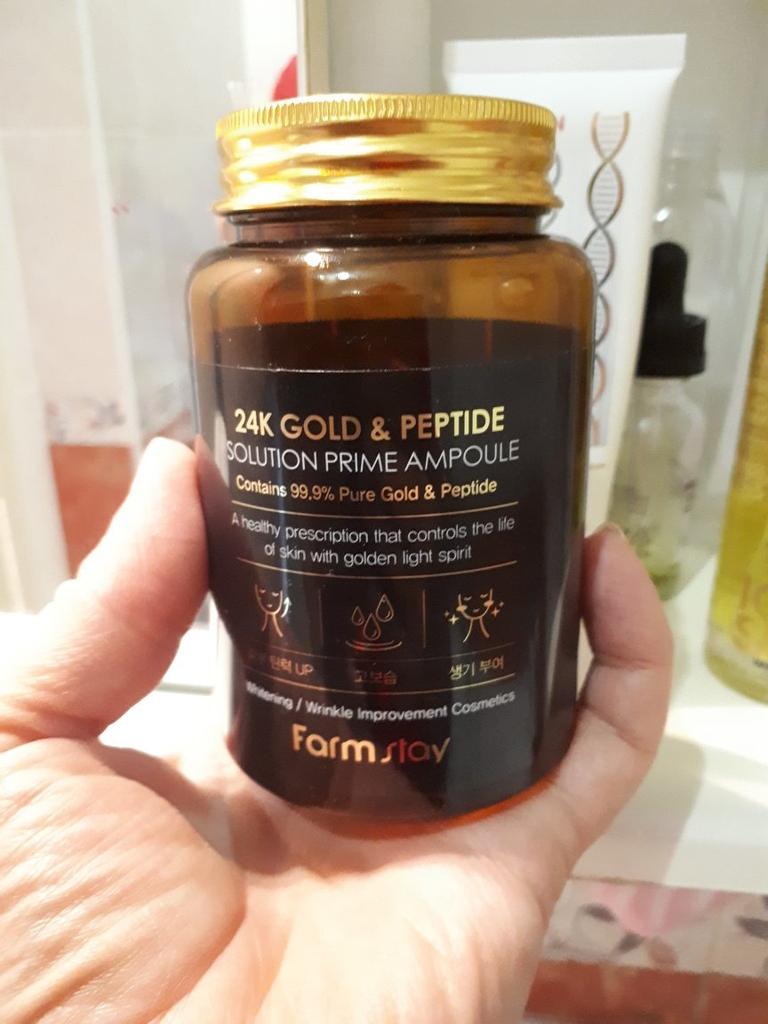 24K GOLD & PEPTIDE
SOLUTION PRIME AMPOULE
Contains 99.9% Pure Gold & Peptide
A healthy prescription that controls the life
of skin with golden light spirit
탄력 UP
고보습
생기 부여
Whitening / Wrinkle Improvement Cosmetics
Farmstay